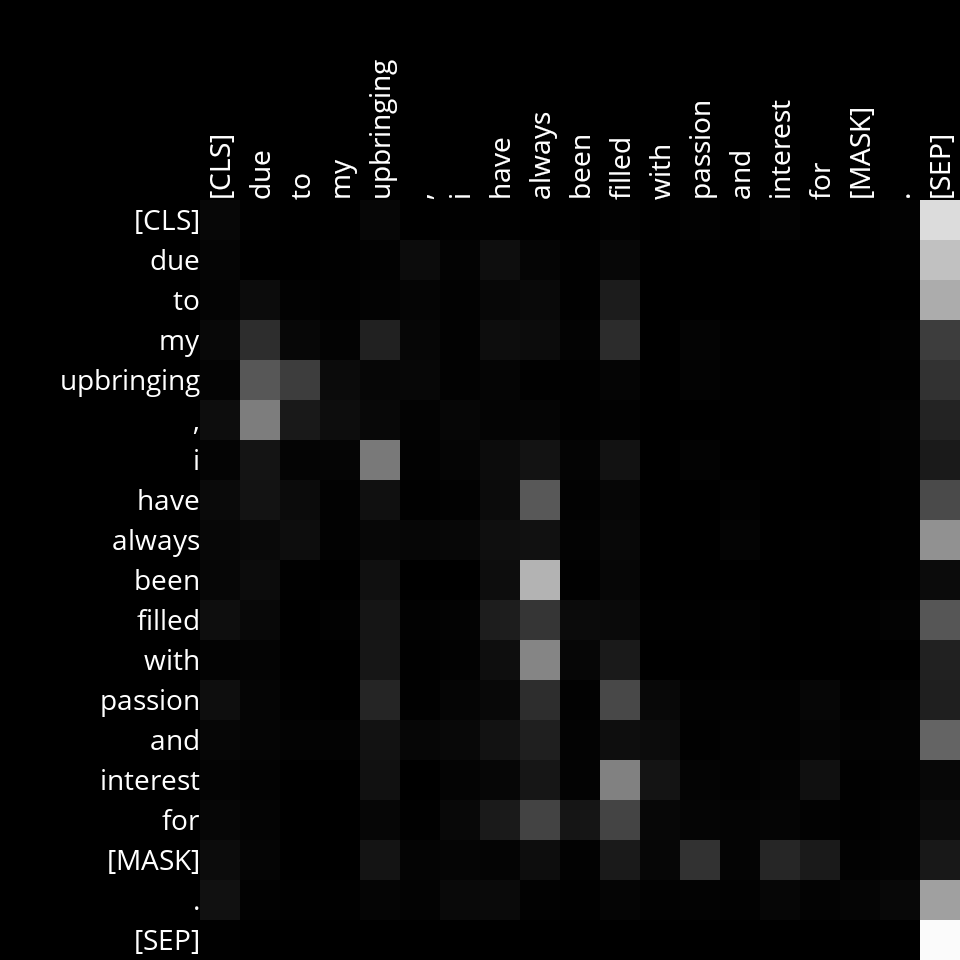 [CLS] due to my upbringing , i have always been filled with passion and interest for [MASK] . [SEP]
[CLS]
due
to
my
upbringing
,
i
have
always
been
filled
with
passion
and
interest
for
[MASK]
.
[SEP]